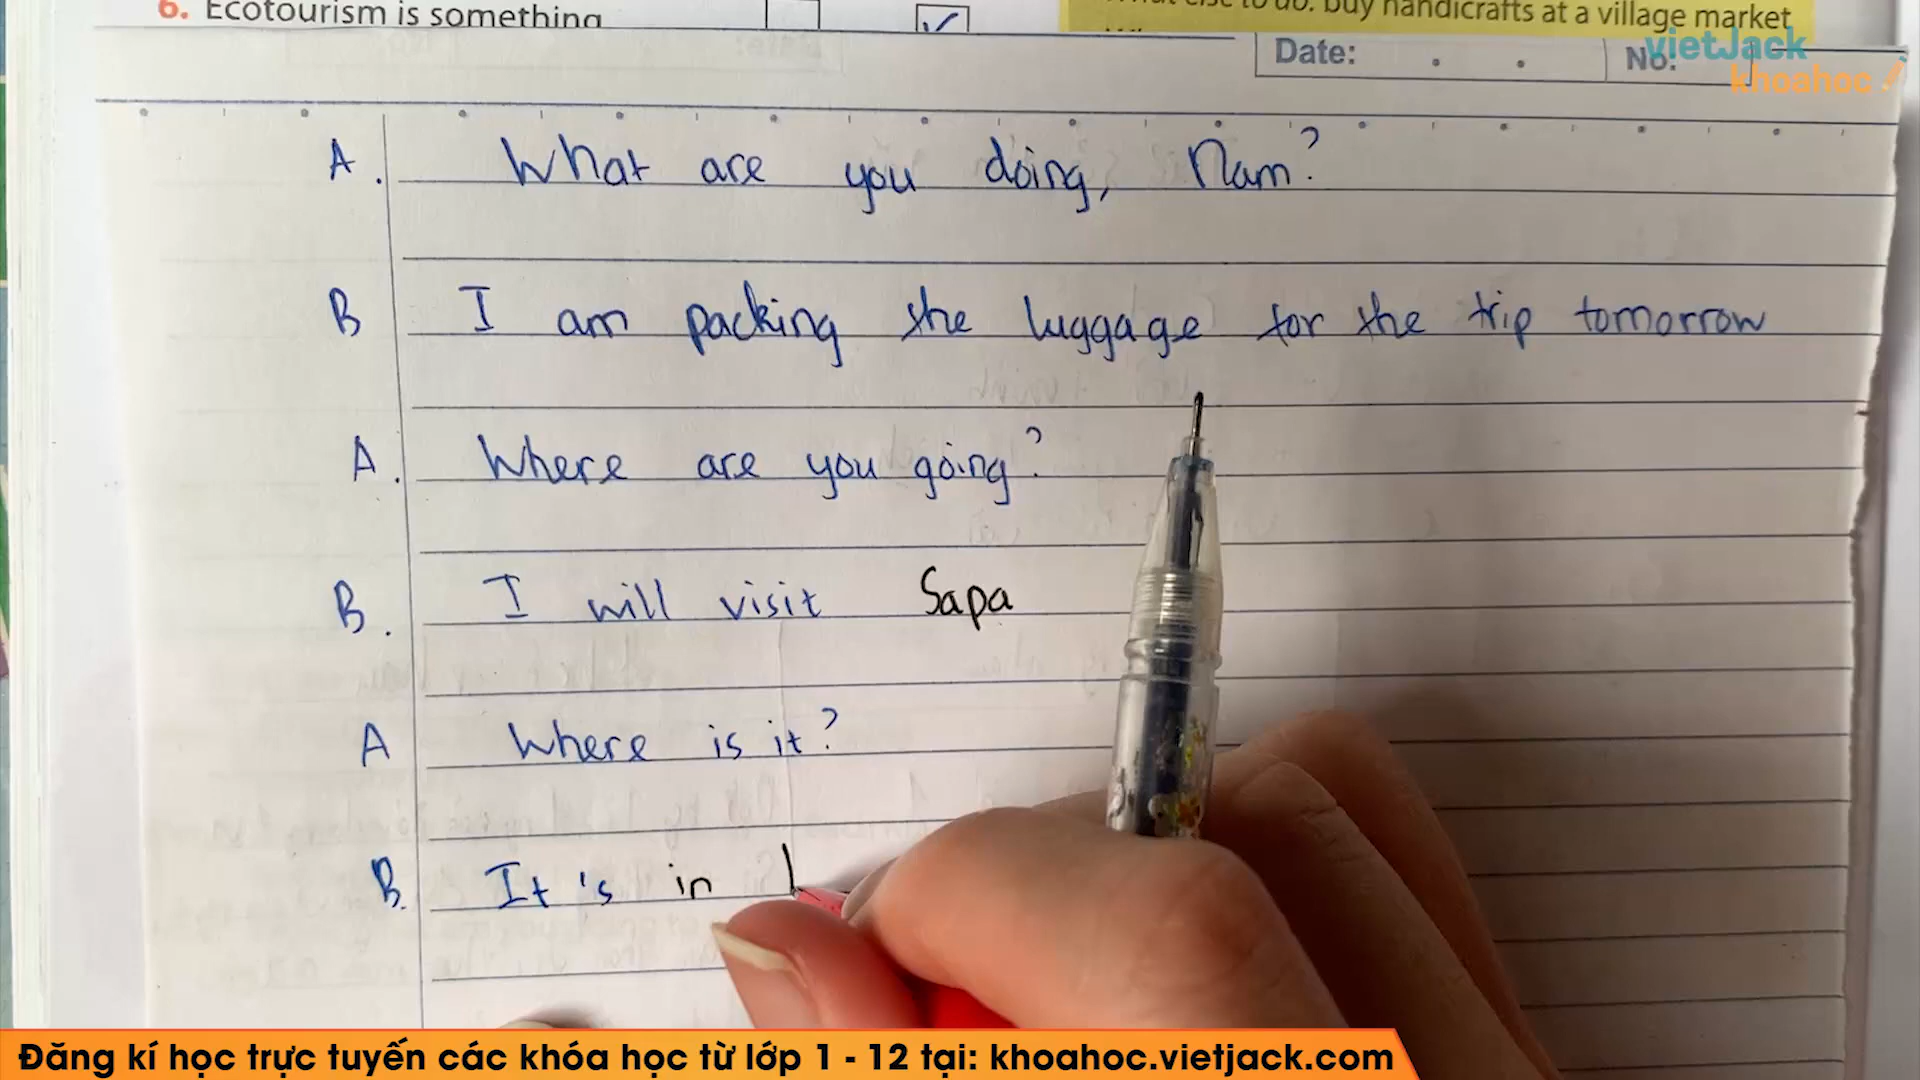 6. Ecotourism is something
buy handicrafts at a village market
Date: . . No.:
vietJack
khoahoc
A. What are you doing, Nam?
B I am packing the luggage for the trip tomorrow
A. Where are you going?
B. I will visit Sapa
A Where is it?
B. It's in
Đăng kí học trực tuyến các khóa học từ lớp 1 - 12 tại: khoahoc.vietjack.com